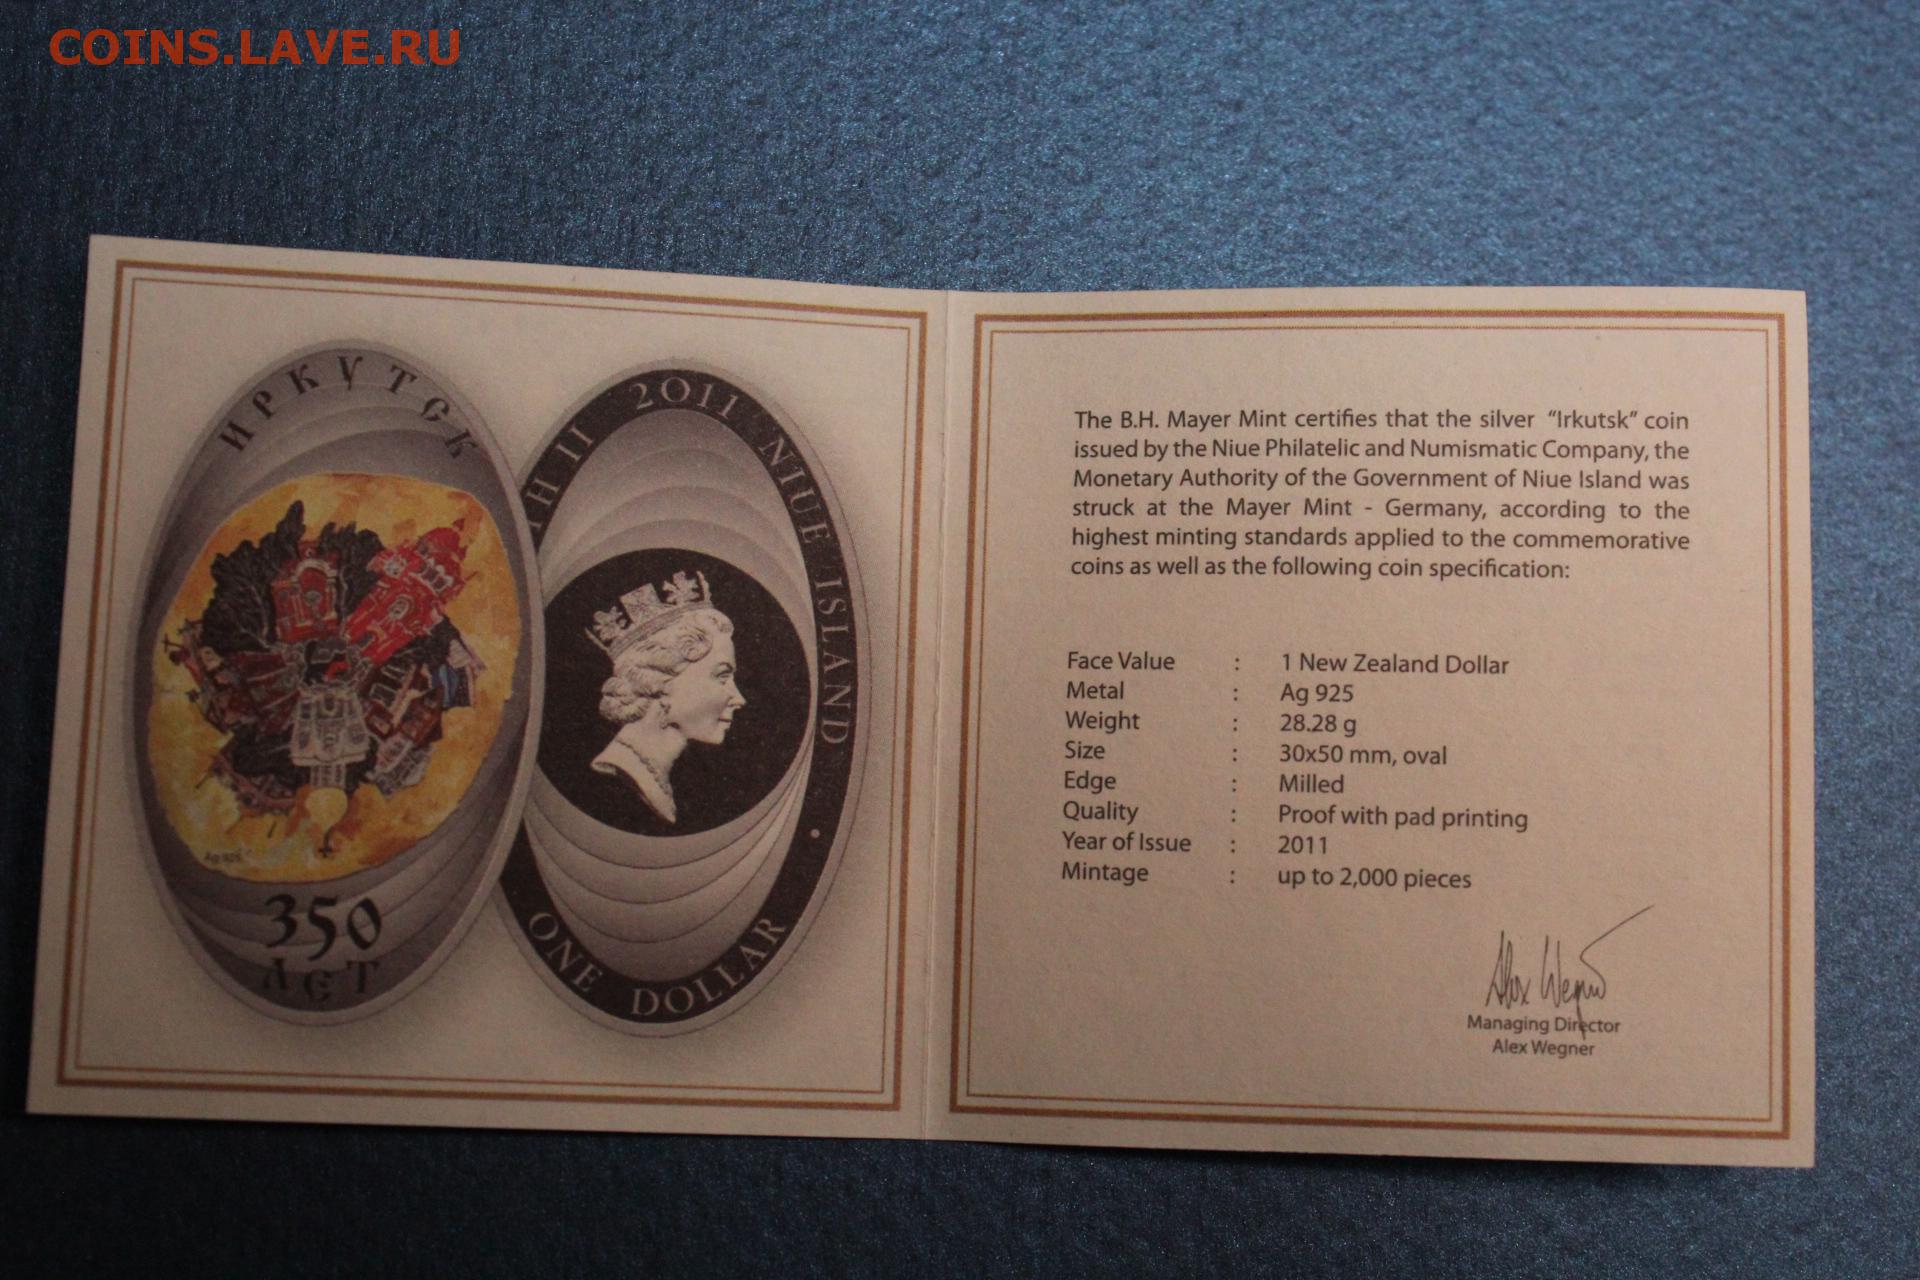 COINS.LAVE.RU
ИРКУТСК
Ag 925
350
ЛЕТ
TH II 2011 NIUE ISLAND
ONE DOLLAR
The B.H. Mayer Mint certifies that the silver “Irkutsk” coin
issued by the Niue Philatelic and Numismatic Company, the
Monetary Authority of the Government of Niue Island was
struck at the Mayer Mint - Germany, according to the
highest minting standards applied to the commemorative
coins as well as the following coin specification:
Face Value : 1 New Zealand Dollar
Metal : Ag 925
Weight : 28.28 g
Size : 30x50 mm, oval
Edge : Milled
Quality : Proof with pad printing
Year of Issue : 2011
Mintage : up to 2,000 pieces
Alex Wegner
Managing Director
Alex Wegner